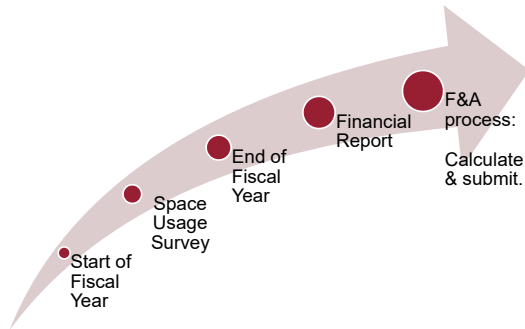 Start of
Fiscal
Year
Space
Usage
Survey
End of
Fiscal
Year
Financial
Report
F&A
process:
Calculate
& submit.